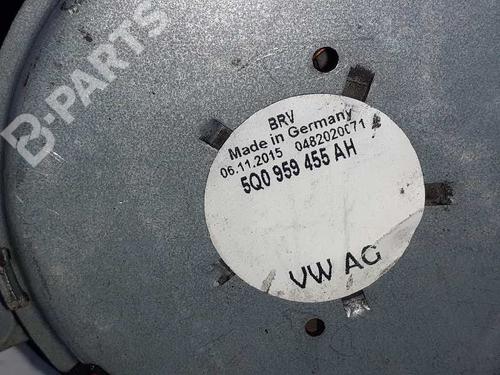 B-PARTS
BRV
Made in Germany
06.11.2015 0482020071
5Q0 959 455 AH
VW AG